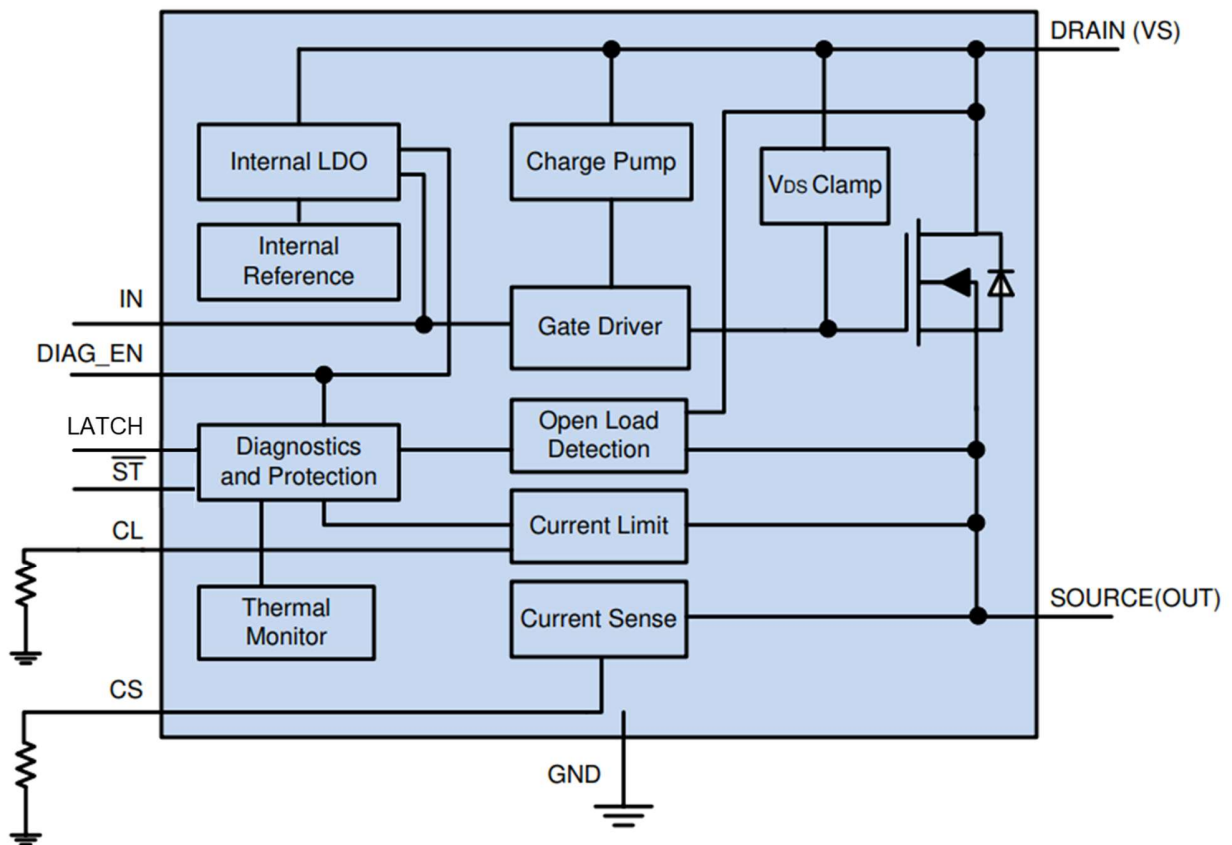 DRAIN (VS)
Internal LDO
Charge Pump
VDS Clamp
Internal
Reference
IN
Gate Driver
DIAG_EN
LATCH
Open Load
Detection
Diagnostics
and Protection
ST
CL
Current Limit
Thermal
Monitor
Current Sense
SOURCE(OUT)
CS
GND